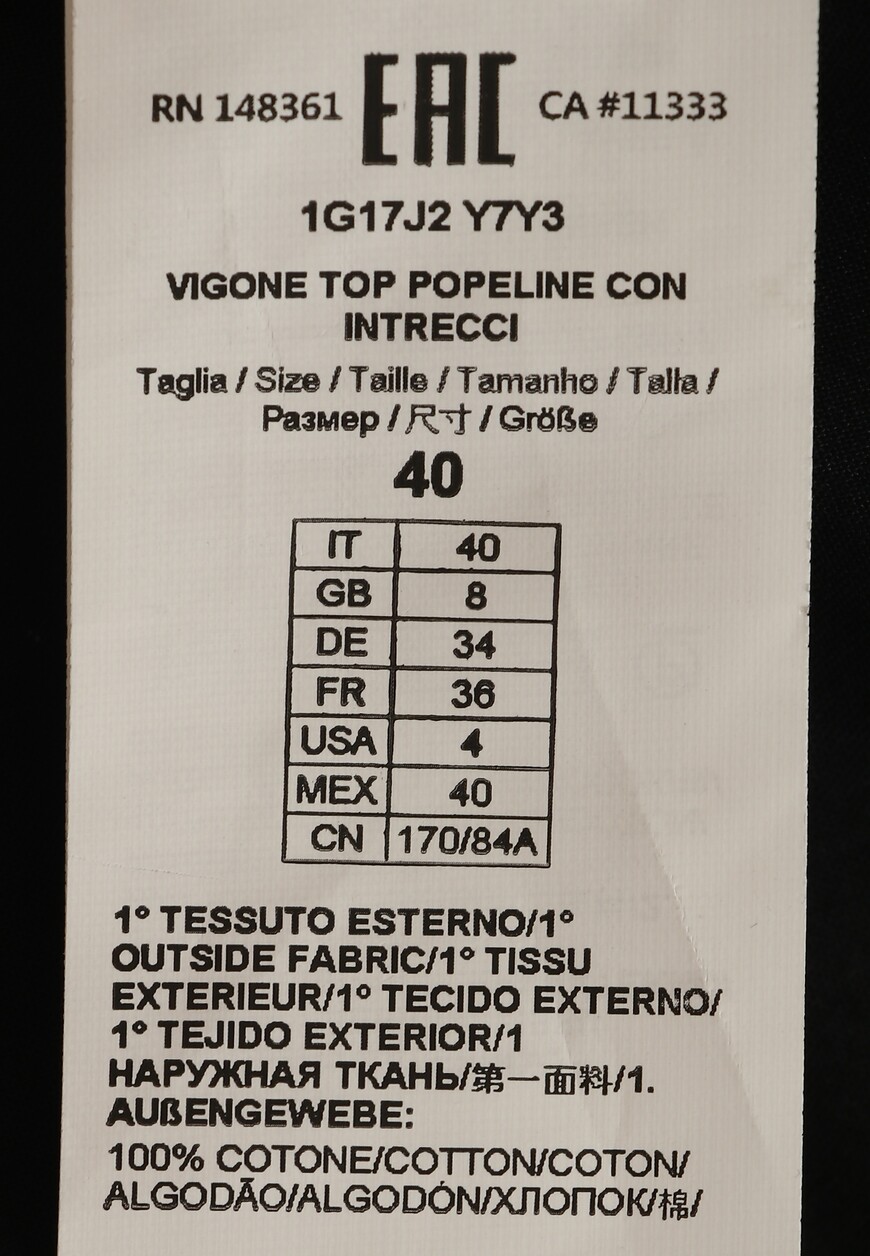 RN 148361 EAC CA #11333
1G17J2 Y7Y3
VIGONE TOP POPELINE CON
INTRECCI
Taglia / Size / Taille / Tamanho / Talla /
Размер / 尺寸 / Größe
40
IT 40
GB 8
DE 34
FR 36
USA 4
MEX 40
CN 170/84A
1° TESSUTO ESTERNO/1°
OUTSIDE FABRIC/1° TISSU
EXTERIEUR/1° TECIDO EXTERNO/
1° TEJIDO EXTERIOR/1
НАРУЖНАЯ ТКАНЬ/第一面料/1.
AUßENGEWEBE:
100% COTONE/COTTON/COTON/
ALGODÃO/ALGODÓN/ХЛОПОК/棉/